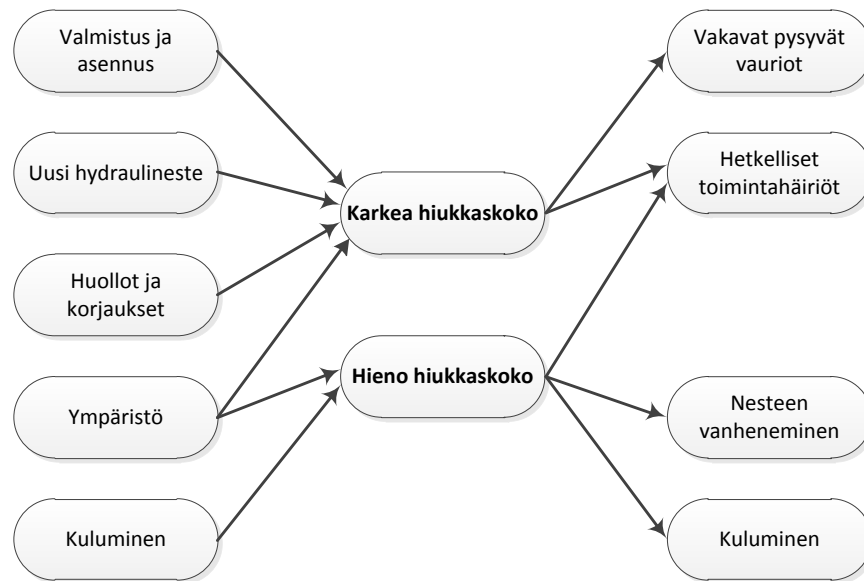 Valmistus ja
asennus
Uusi hydraulineste
Huollot ja
korjaukset
Ympäristö
Kuluminen
Karkea hiukkaskoko
Hieno hiukkaskoko
Vakavat pysyvät
vauriot
Hetkelliset
toimintahäiriöt
Nesteen
vanheneminen
Kuluminen